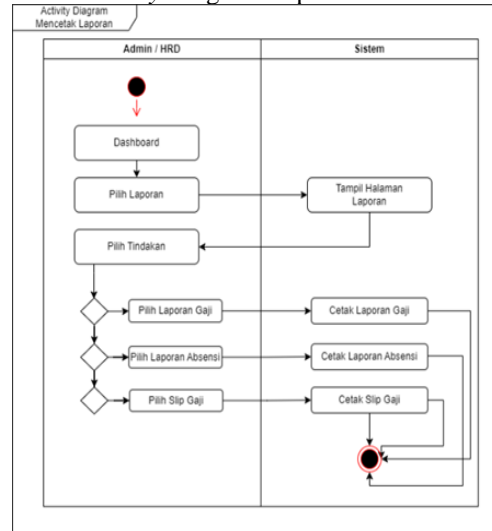 Activity Diagram
Mencetak Laporan
Admin / HRD
Sistem
Dashboard
Pilih Laporan
Tampil Halaman
Laporan
Pilih Tindakan
Pilih Laporan Gaji
Cetak Laporan Gaji
Pilih Laporan Absensi
Cetak Laporan Absensi
Pilih Slip Gaji
Cetak Slip Gaji